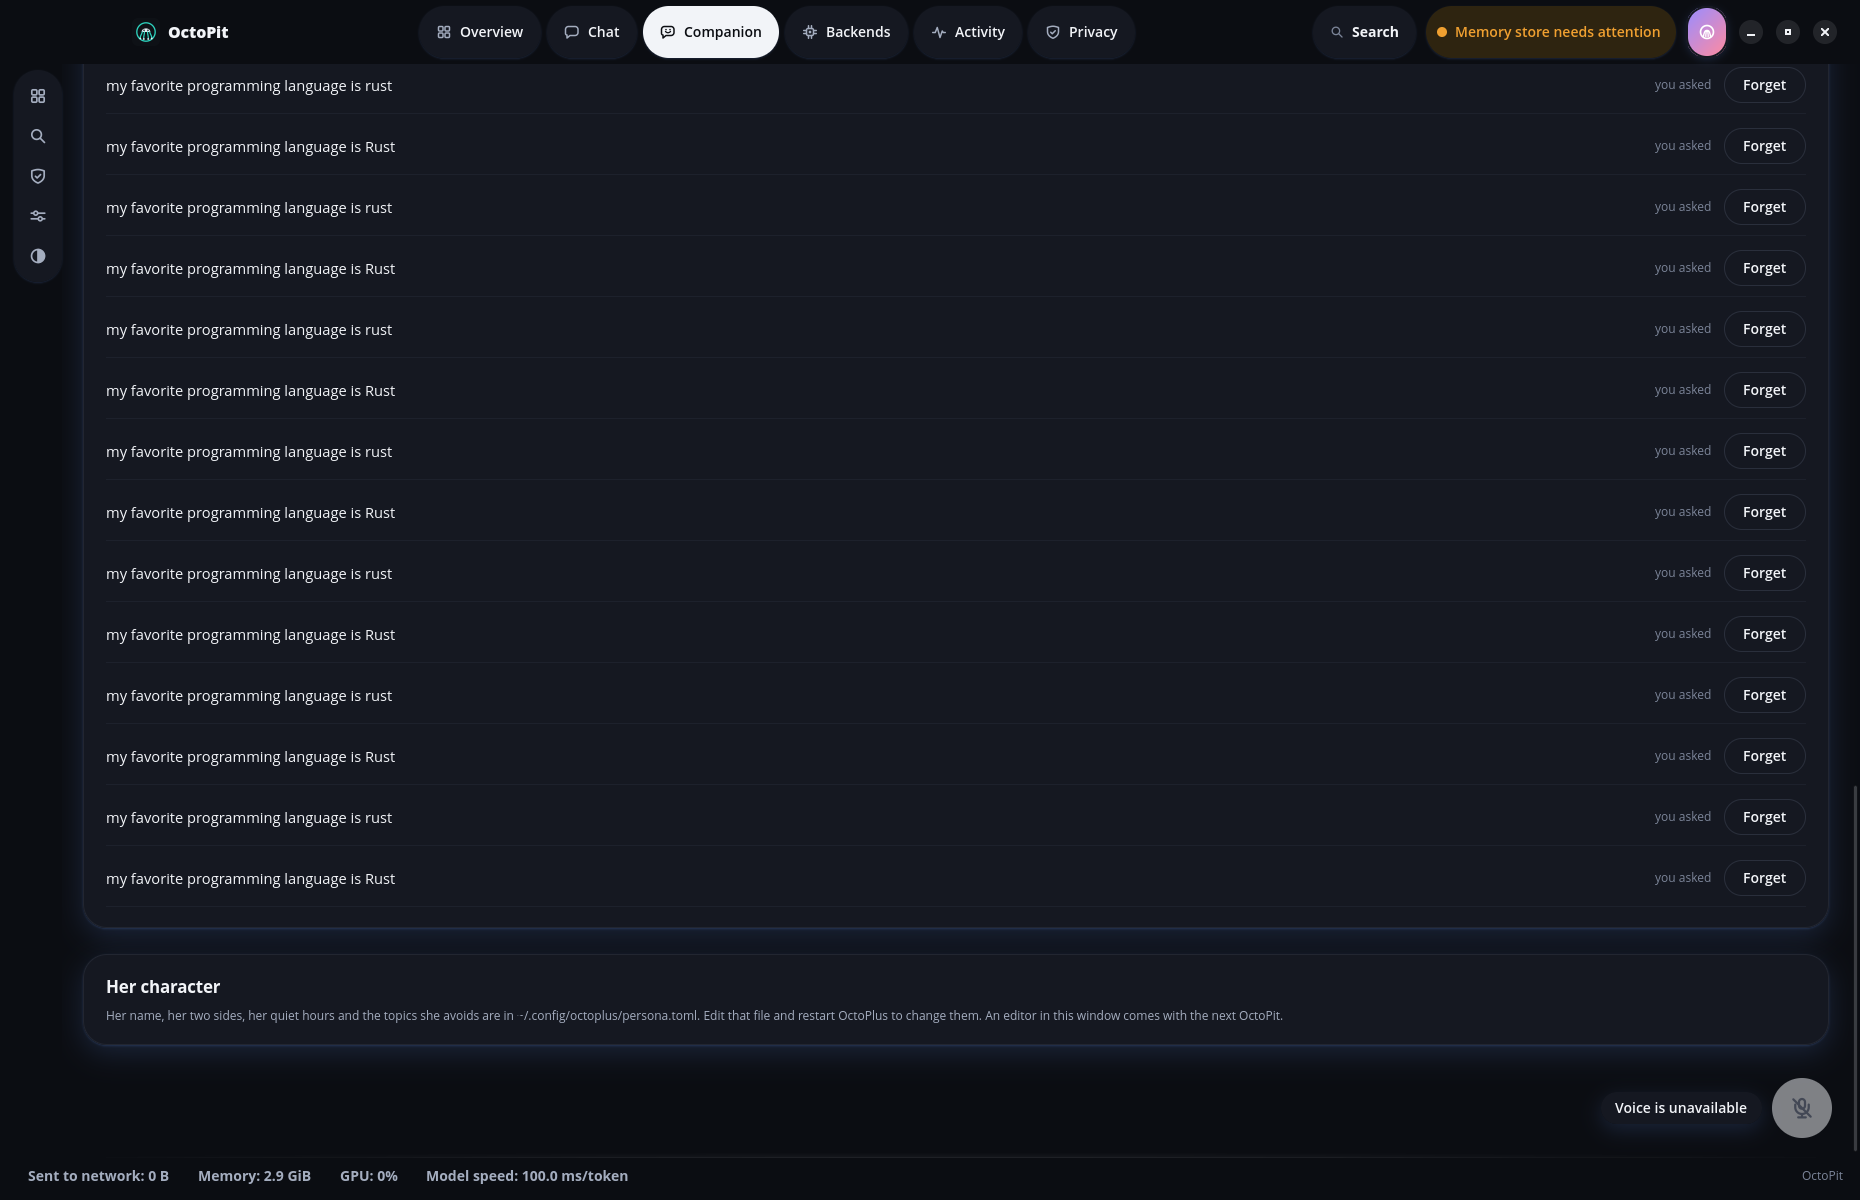 OctoPit
Overview
Chat
Companion
Backends
Activity
Privacy
Search
Memory store needs attention
my favorite programming language is rust you asked Forget
my favorite programming language is Rust you asked Forget
my favorite programming language is rust you asked Forget
my favorite programming language is Rust you asked Forget
my favorite programming language is rust you asked Forget
my favorite programming language is Rust you asked Forget
my favorite programming language is rust you asked Forget
my favorite programming language is Rust you asked Forget
my favorite programming language is rust you asked Forget
my favorite programming language is Rust you asked Forget
my favorite programming language is rust you asked Forget
my favorite programming language is Rust you asked Forget
my favorite programming language is rust you asked Forget
my favorite programming language is Rust you asked Forget
Her character
Her name, her two sides, her quiet hours and the topics she avoids are in ~/.config/octoplus/persona.toml. Edit that file and restart OctoPlus to change them. An editor in this window comes with the next OctoPit.
Voice is unavailable
Sent to network: 0 B
Memory: 2.9 GiB
GPU: 0%
Model speed: 100.0 ms/token
OctoPit